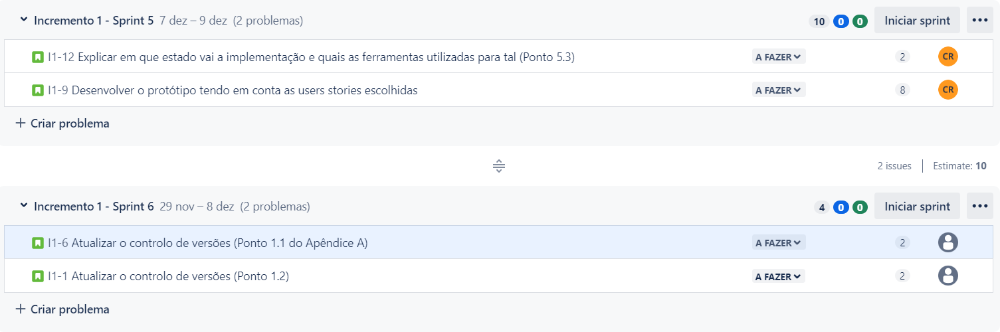 Incremento 1 - Sprint 5 7 dez – 9 dez (2 problemas) 10 0 0 Iniciar sprint
I1-12 Explicar em que estado vai a implementação e quais as ferramentas utilizadas para tal (Ponto 5.3) A FAZER 2 CR
I1-9 Desenvolver o protótipo tendo em conta as users stories escolhidas A FAZER 8 CR
+ Criar problema
2 issues | Estimate: 10
Incremento 1 - Sprint 6 29 nov – 8 dez (2 problemas) 4 0 0 Iniciar sprint
I1-6 Atualizar o controlo de versões (Ponto 1.1 do Apêndice A) A FAZER 2
I1-1 Atualizar o controlo de versões (Ponto 1.2) A FAZER 2
+ Criar problema